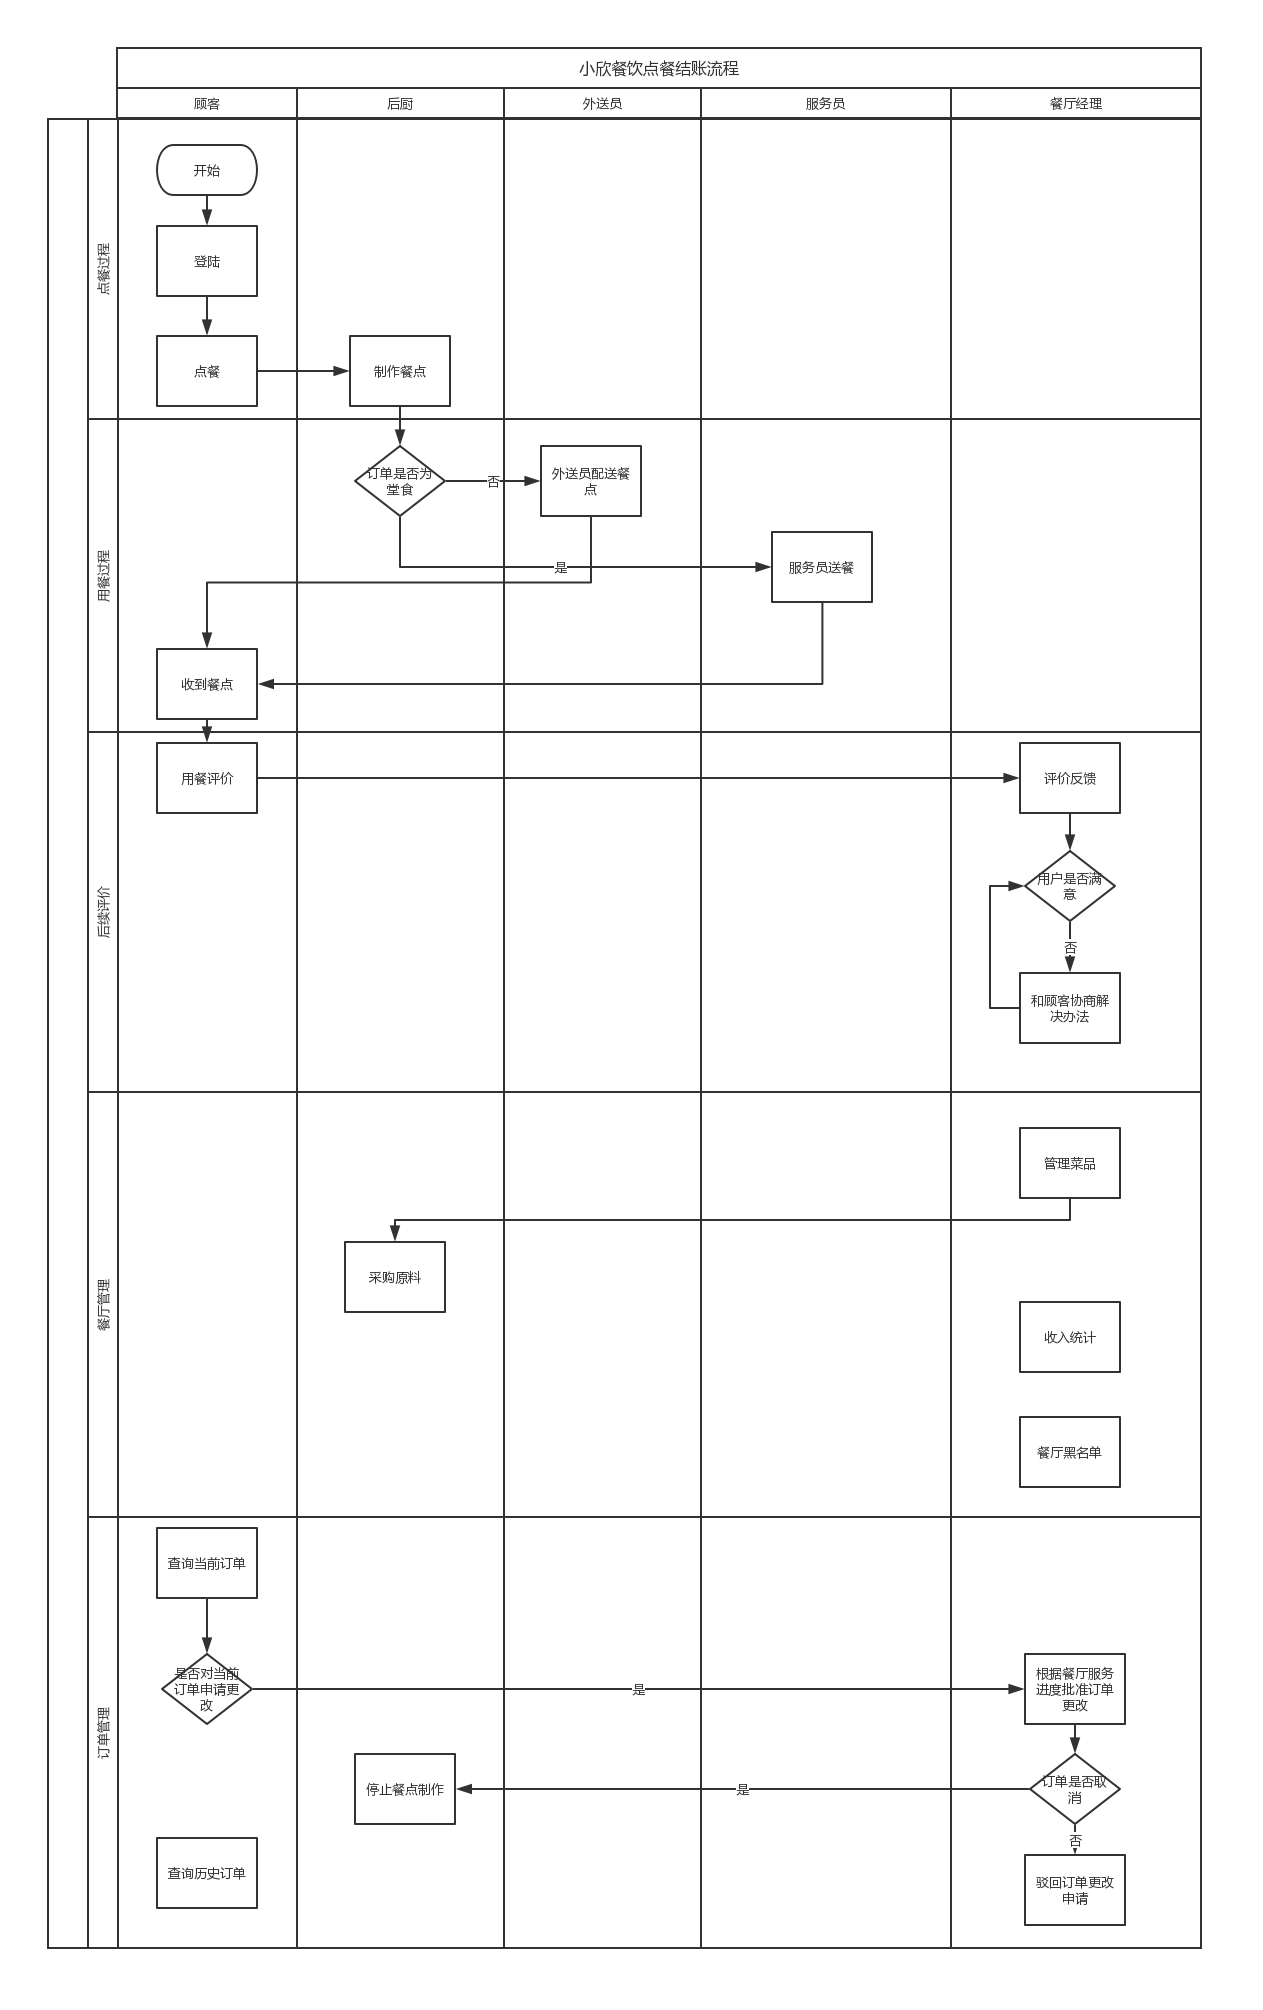 小欣餐饮点餐结账流程
顾客
后厨
外送员
服务员
餐厅经理
点餐过程
开始
登陆
点餐
制作餐点
用餐过程
订单是否为
堂食
否
外送员配送餐
点
是
服务员送餐
收到餐点
后续评价
用餐评价
评价反馈
用户是否满
意
否
和顾客协商解
决办法
餐厅管理
管理菜品
采购原料
收入统计
餐厅黑名单
订单管理
查询当前订单
是否对当前
订单申请更
改
是
根据餐厅服务
进度批准订单
更改
停止餐点制作
是
订单是否取
消
否
查询历史订单
驳回订单更改
申请